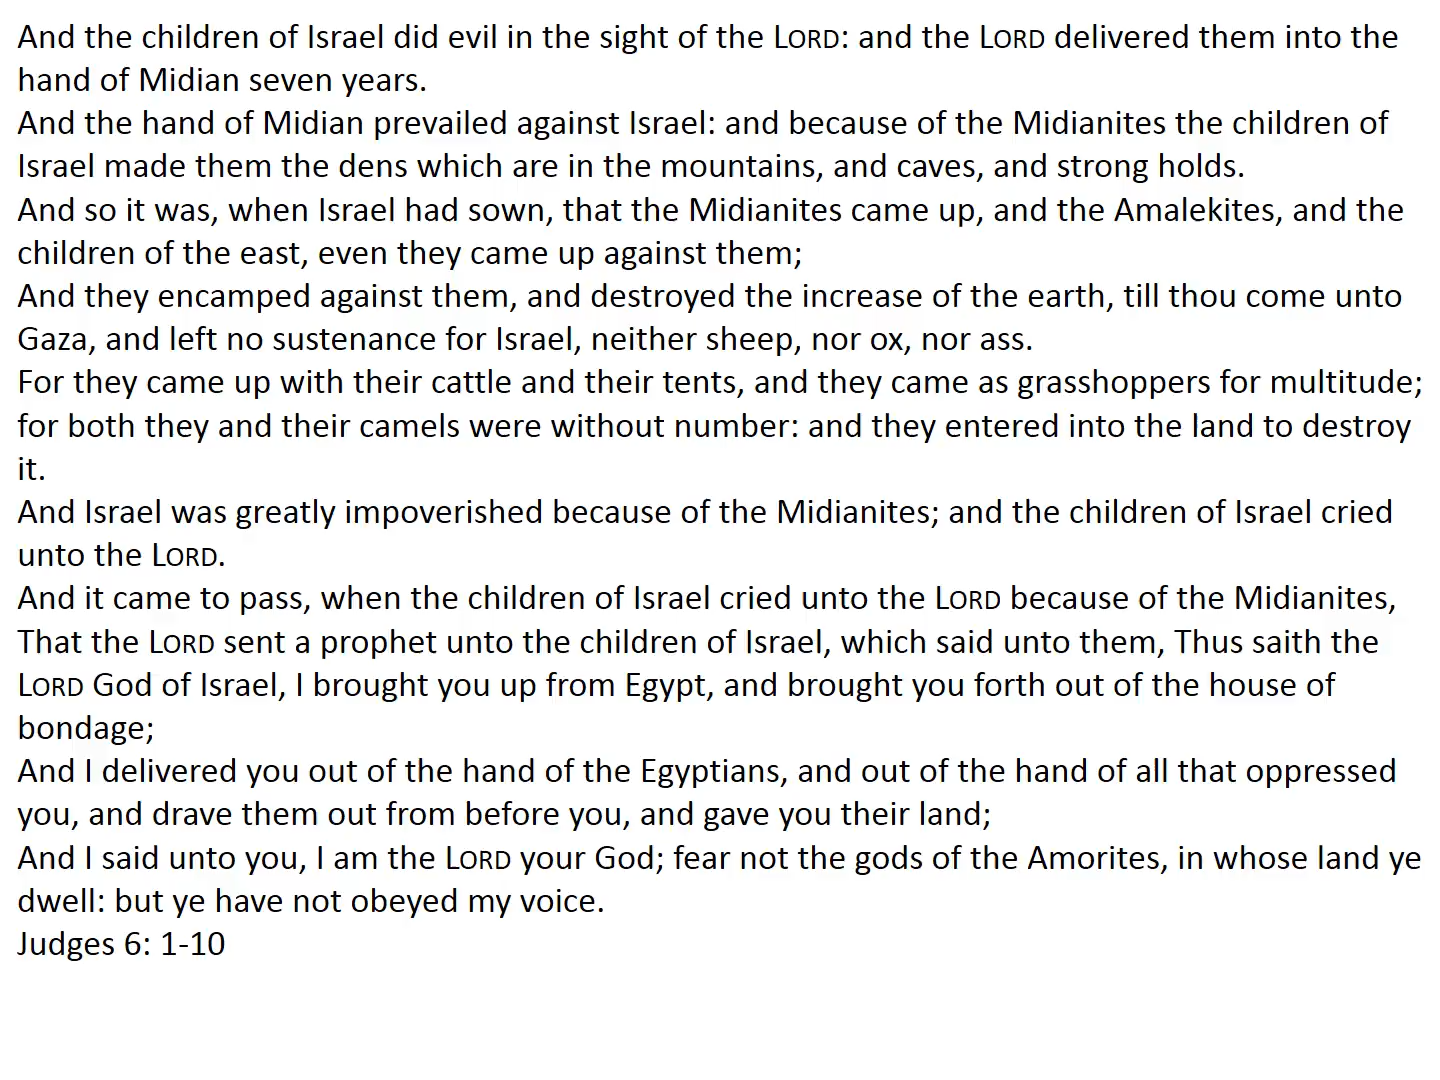 And the children of Israel did evil in the sight of the LORD: and the LORD delivered them into the
hand of Midian seven years.
And the hand of Midian prevailed against Israel: and because of the Midianites the children of
Israel made them the dens which are in the mountains, and caves, and strong holds.
And so it was, when Israel had sown, that the Midianites came up, and the Amalekites, and the
children of the east, even they came up against them;
And they encamped against them, and destroyed the increase of the earth, till thou come unto
Gaza, and left no sustenance for Israel, neither sheep, nor ox, nor ass.
For they came up with their cattle and their tents, and they came as grasshoppers for multitude;
for both they and their camels were without number: and they entered into the land to destroy
it.
And Israel was greatly impoverished because of the Midianites; and the children of Israel cried
unto the LORD.
And it came to pass, when the children of Israel cried unto the LORD because of the Midianites,
That the LORD sent a prophet unto the children of Israel, which said unto them, Thus saith the
LORD God of Israel, I brought you up from Egypt, and brought you forth out of the house of
bondage;
And I delivered you out of the hand of the Egyptians, and out of the hand of all that oppressed
you, and drave them out from before you, and gave you their land;
And I said unto you, I am the LORD your God; fear not the gods of the Amorites, in whose land ye
dwell: but ye have not obeyed my voice.
Judges 6: 1-10